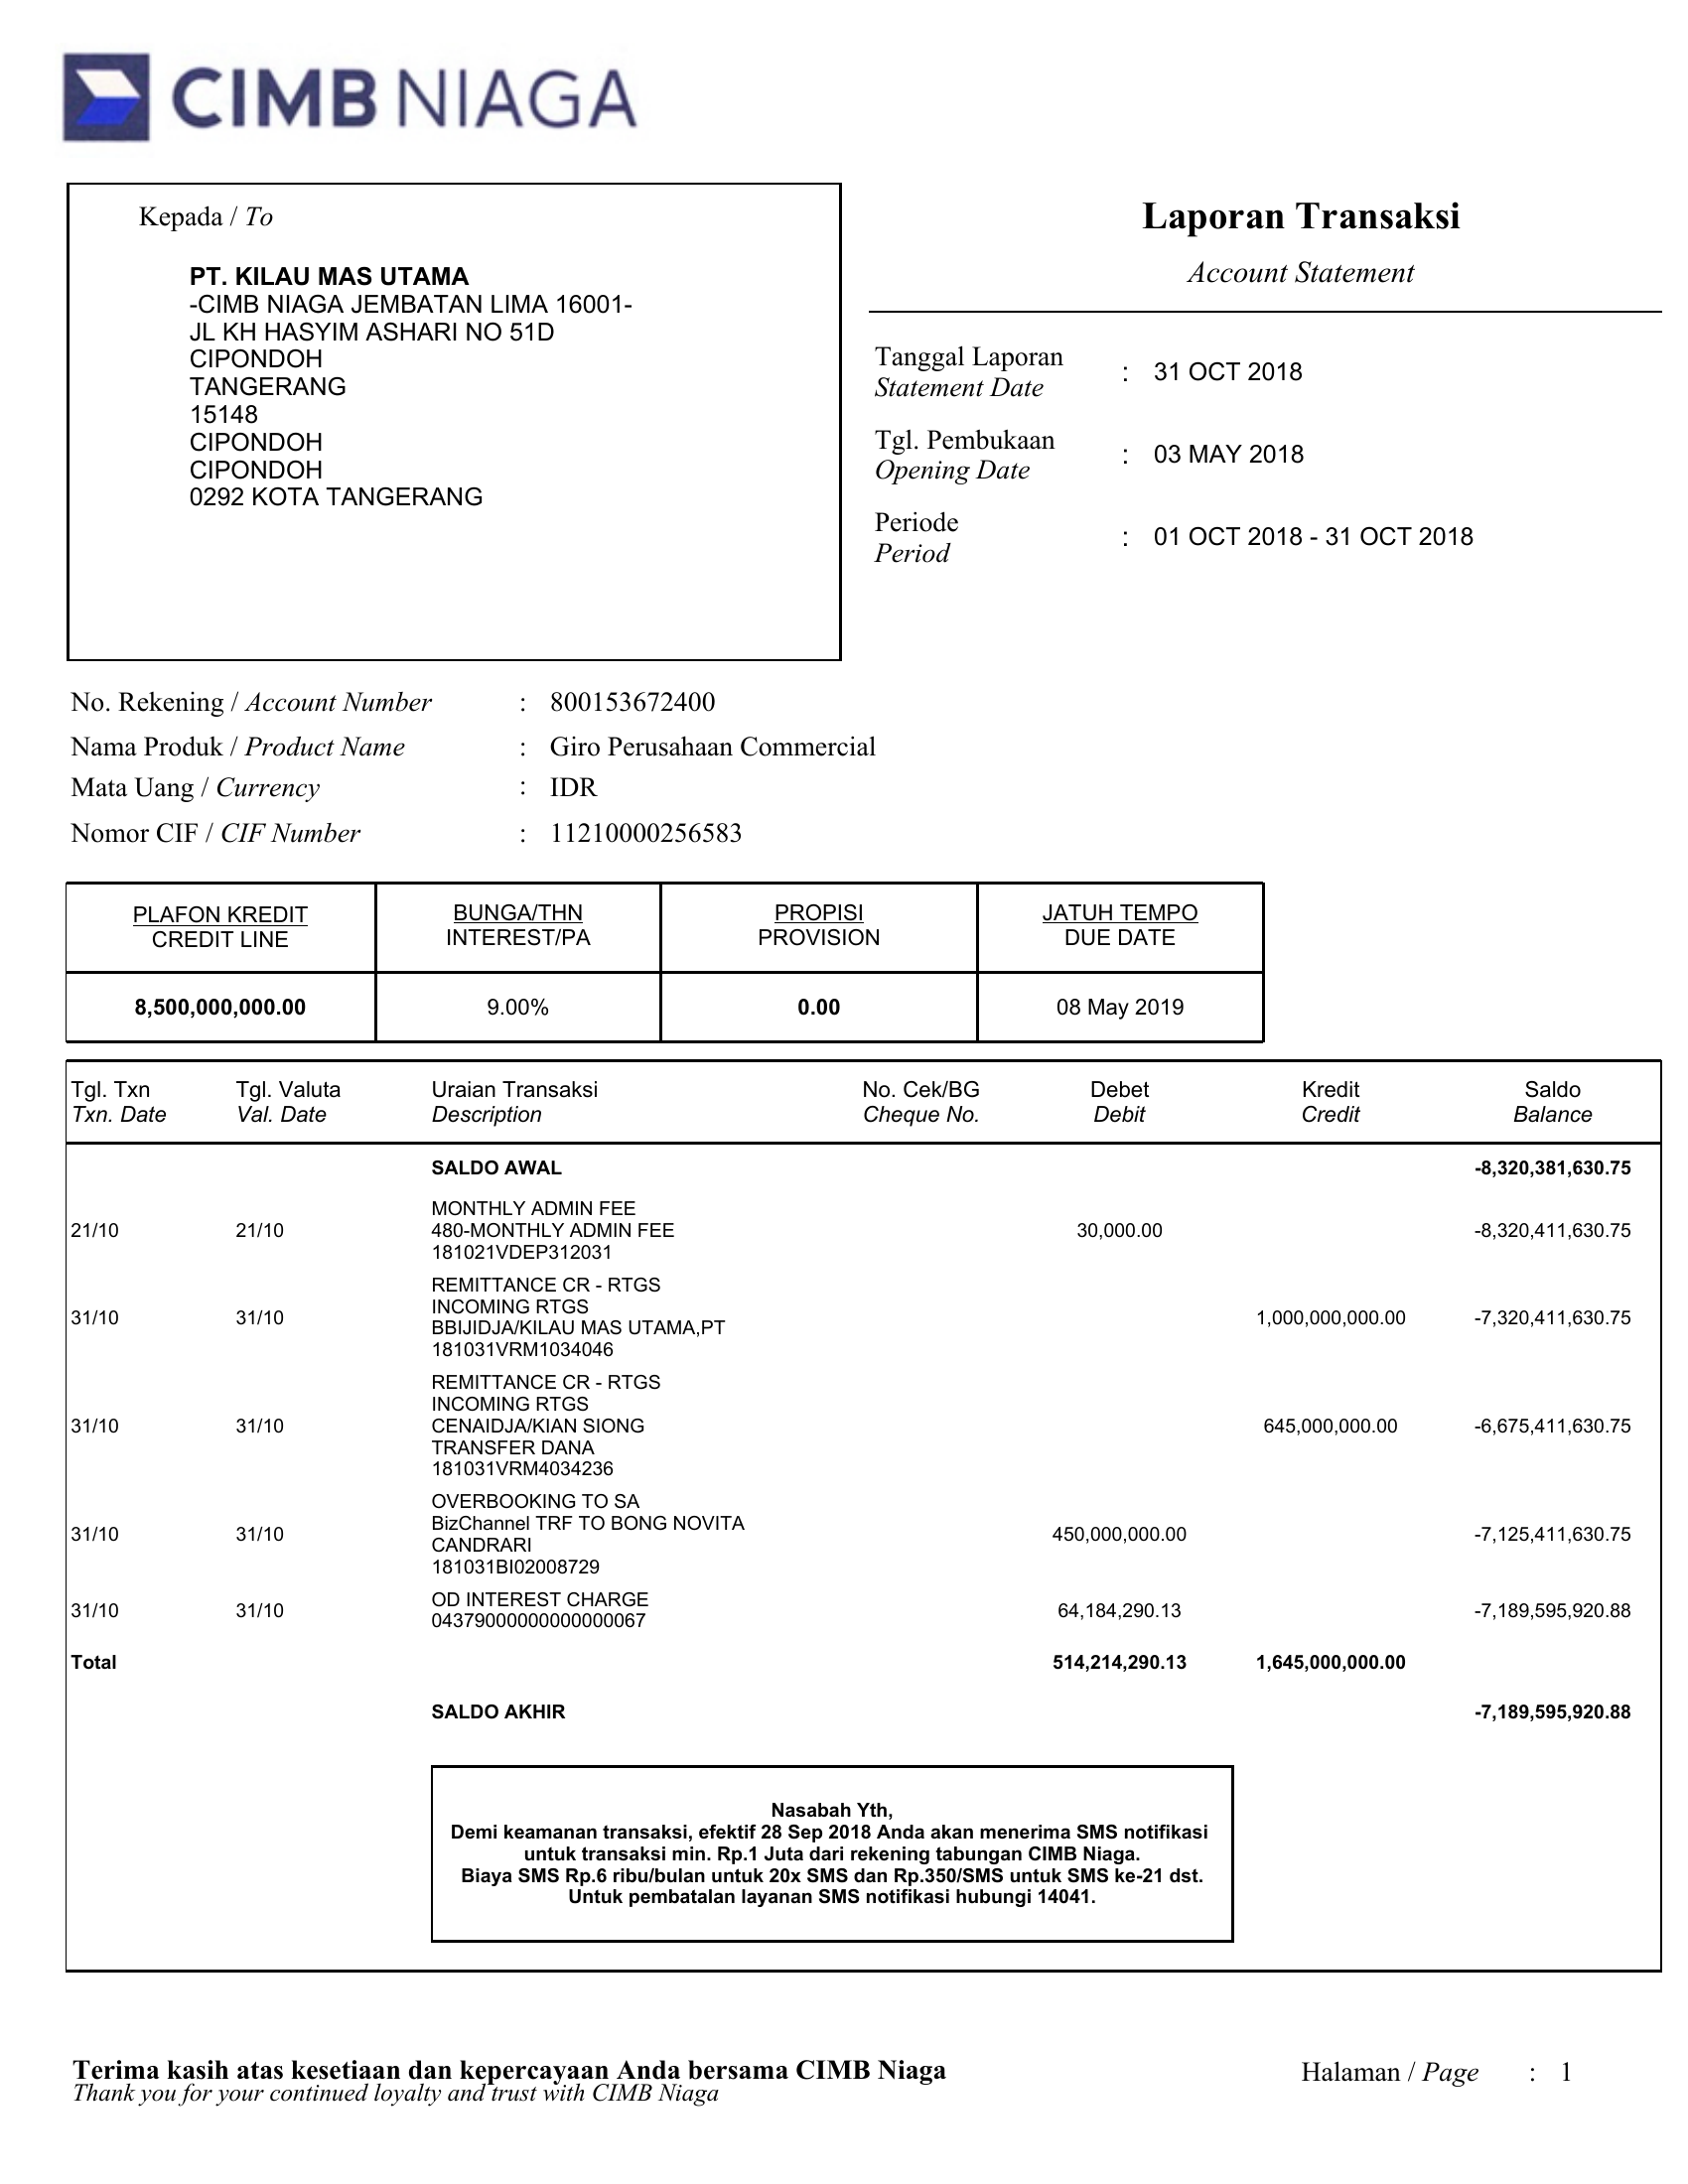 CIMB NIAGA
Kepada / To
PT. KILAU MAS UTAMA
-CIMB NIAGA JEMBATAN LIMA 16001-
JL KH HASYIM ASHARI NO 51D
CIPONDOH
TANGERANG
15148
CIPONDOH
CIPONDOH
0292 KOTA TANGERANG
Laporan Transaksi
Account Statement
Tanggal Laporan
Statement Date : 31 OCT 2018
Tgl. Pembukaan
Opening Date : 03 MAY 2018
Periode
Period : 01 OCT 2018 - 31 OCT 2018
No. Rekening / Account Number : 800153672400
Nama Produk / Product Name : Giro Perusahaan Commercial
Mata Uang / Currency : IDR
Nomor CIF / CIF Number : 11210000256583
PLAFON KREDIT BUNGA/THN PROPISI JATUH TEMPO
CREDIT LINE INTEREST/PA PROVISION DUE DATE
8,500,000,000.00 9.00% 0.00 08 May 2019
Tgl. Txn Tgl. Valuta Uraian Transaksi No. Cek/BG Debet Kredit Saldo
Txn. Date Val. Date Description Cheque No. Debit Credit Balance
SALDO AWAL -8,320,381,630.75
MONTHLY ADMIN FEE
21/10 21/10 480-MONTHLY ADMIN FEE 30,000.00 -8,320,411,630.75
181021VDEP312031
REMITTANCE CR - RTGS
INCOMING RTGS
31/10 31/10 BBIJIDJA/KILAU MAS UTAMA,PT 1,000,000,000.00 -7,320,411,630.75
181031VRM1034046
REMITTANCE CR - RTGS
INCOMING RTGS
31/10 31/10 CENAIDJA/KIAN SIONG 645,000,000.00 -6,675,411,630.75
TRANSFER DANA
181031VRM4034236
OVERBOOKING TO SA
BizChannel TRF TO BONG NOVITA
31/10 31/10 CANDRARI 450,000,000.00 -7,125,411,630.75
181031BI02008729
OD INTEREST CHARGE
31/10 31/10 04379000000000000067 64,184,290.13 -7,189,595,920.88
Total 514,214,290.13 1,645,000,000.00
SALDO AKHIR -7,189,595,920.88
Nasabah Yth,
Demi keamanan transaksi, efektif 28 Sep 2018 Anda akan menerima SMS notifikasi
untuk transaksi min. Rp.1 Juta dari rekening tabungan CIMB Niaga.
Biaya SMS Rp.6 ribu/bulan untuk 20x SMS dan Rp.350/SMS untuk SMS ke-21 dst.
Untuk pembatalan layanan SMS notifikasi hubungi 14041.
Terima kasih atas kesetiaan dan kepercayaan Anda bersama CIMB Niaga
Thank you for your continued loyalty and trust with CIMB Niaga
Halaman / Page : 1